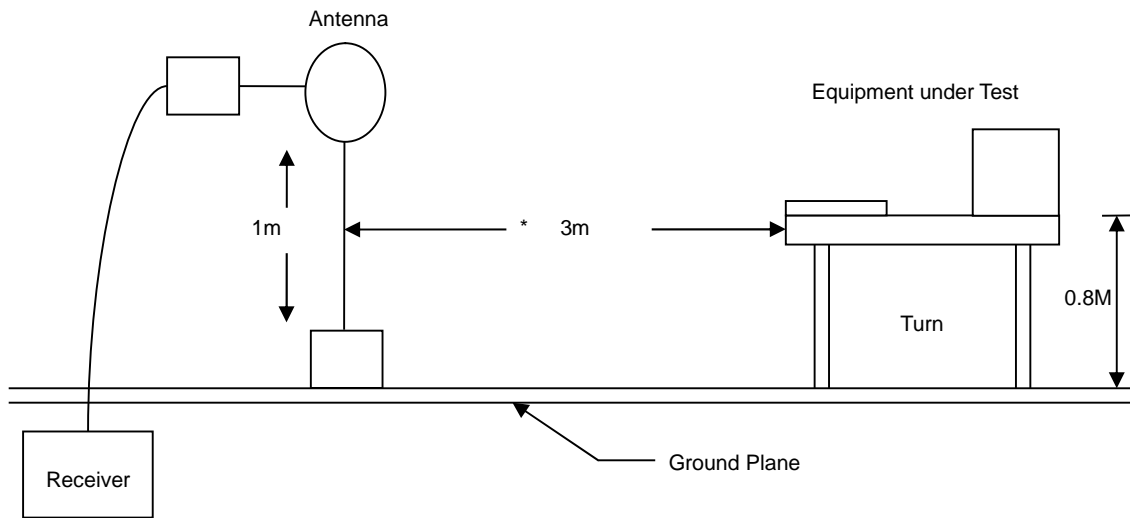 Antenna
Equipment under Test
1m
* 3m
0.8M
Turn
Ground Plane
Receiver